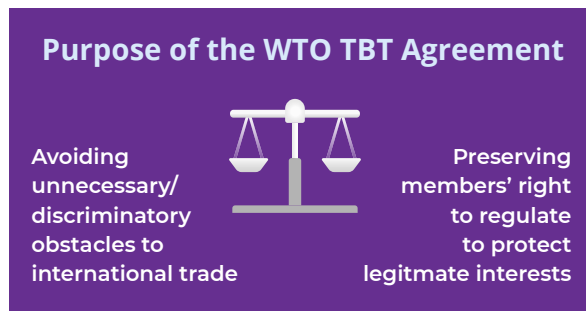 Purpose of the WTO TBT Agreement
Avoiding
unnecessary/
discriminatory
obstacles to
international trade
Preserving
members’ right
to regulate
to protect
legitmate interests